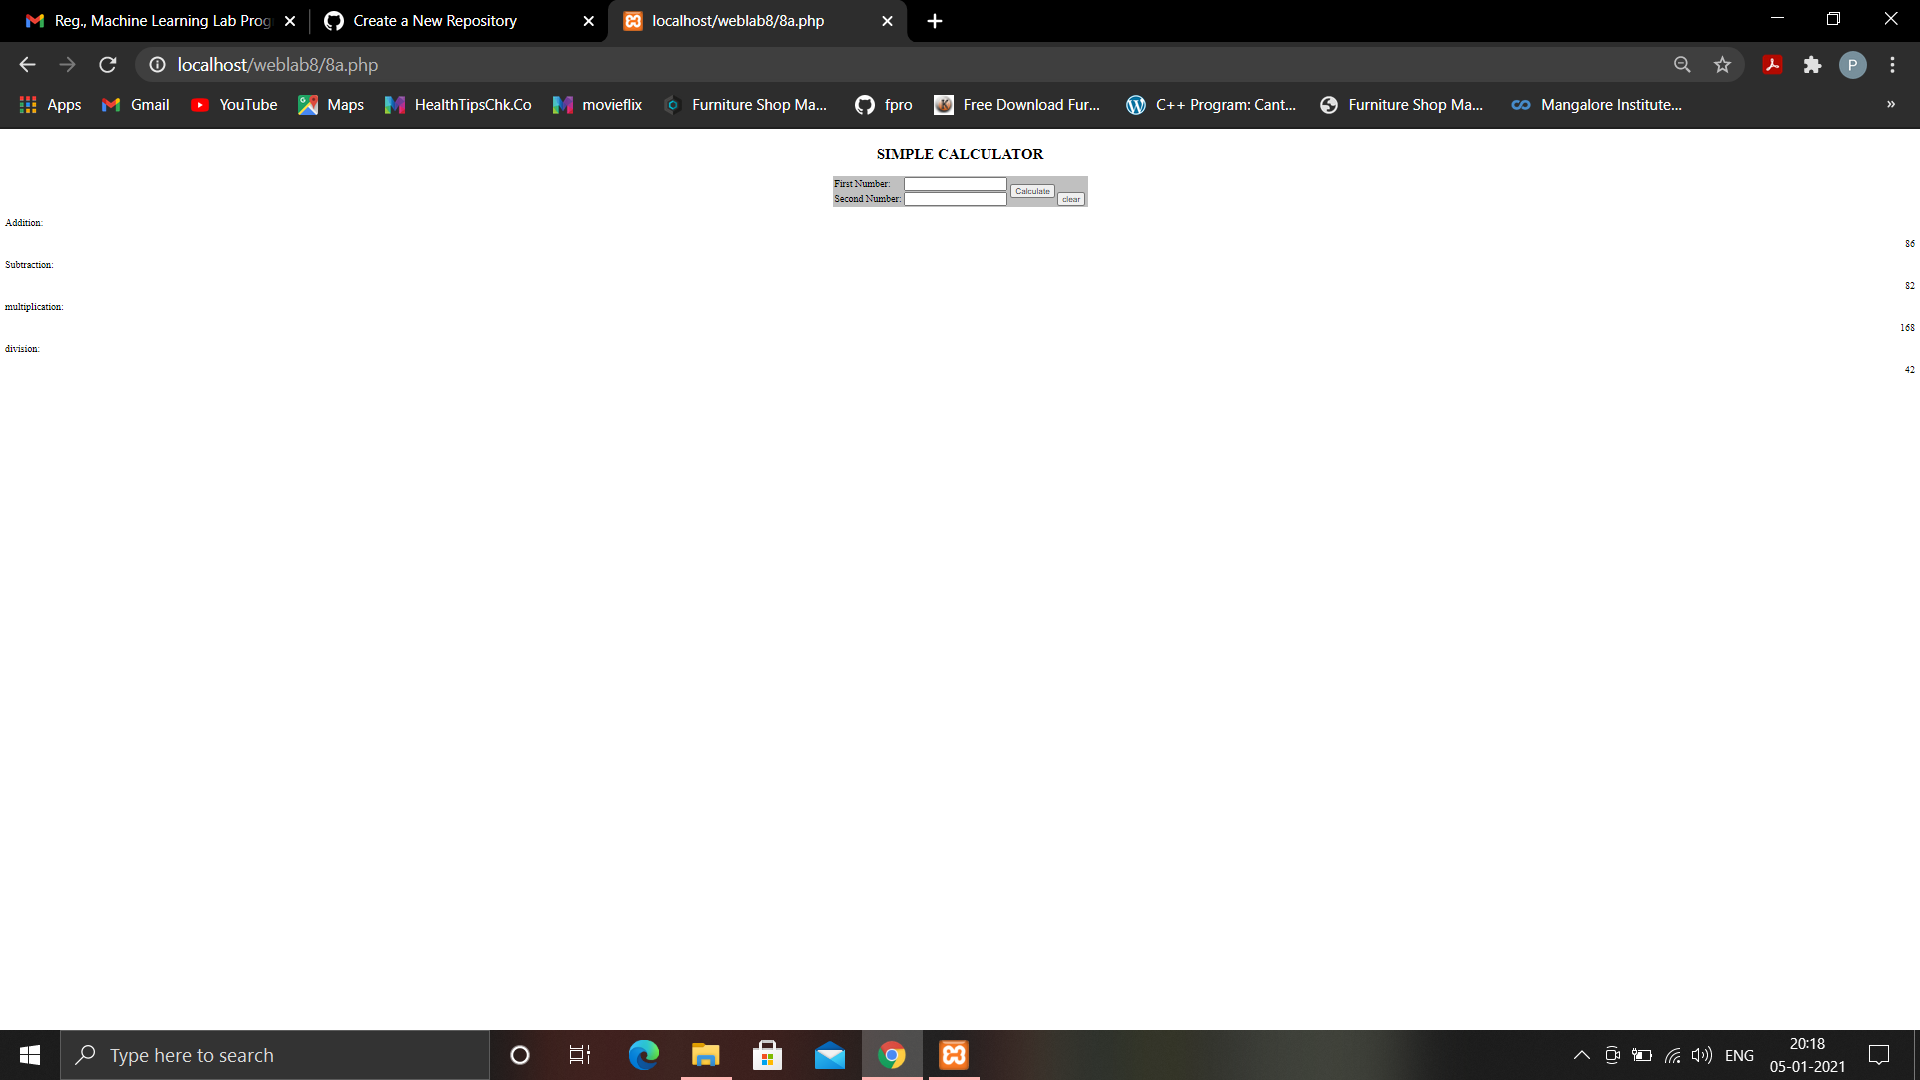 Reg., Machine Learning Lab Prog
Create a New Repository
localhost/weblab8/8a.php
localhost/weblab8/8a.php
P
Apps
Gmail
YouTube
Maps
HealthTipsChk.Co
movieflix
Furniture Shop Ma...
fpro
Free Download Fur...
C++ Program: Cant...
Furniture Shop Ma...
Mangalore Institute...
»
SIMPLE CALCULATOR
First Number:
Calculate
Second Number:
clear
Addition:
86
Subtraction:
82
multiplication:
168
division:
42
Type here to search
ENG
20:18
05-01-2021